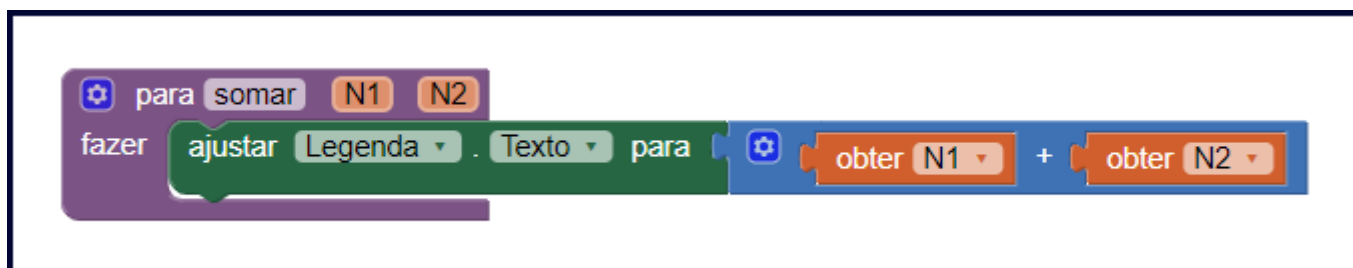 para somar N1 N2
fazer ajustar Legenda . Texto para obter N1 + obter N2